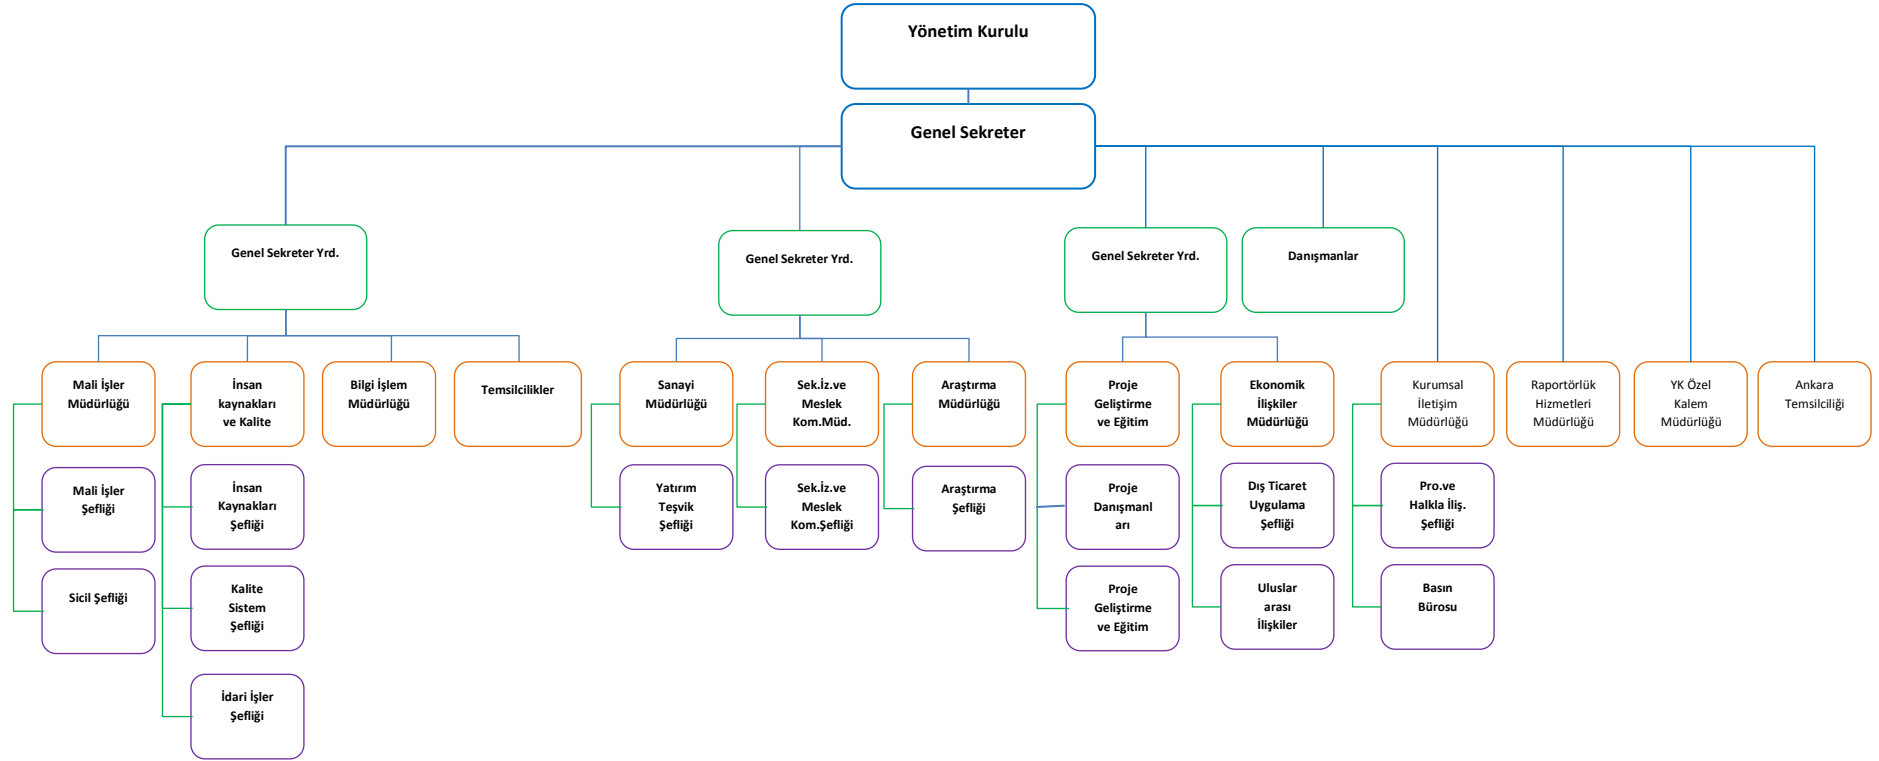 Yönetim Kurulu
Genel Sekreter
Genel Sekreter Yrd.
Genel Sekreter Yrd.
Genel Sekreter Yrd.
Danışmanlar
Mali İşler
Müdürlüğü
İnsan
kaynakları
ve Kalite
Bilgi İşlem
Müdürlüğü
Temsilcilikler
Sanayi
Müdürlüğü
Sek.İz.ve
Meslek
Kom.Müd.
Araştırma
Müdürlüğü
Proje
Geliştirme
ve Eğitim
Ekonomik
İlişkiler
Müdürlüğü
Kurumsal
İletişim
Müdürlüğü
Raportörlük
Hizmetleri
Müdürlüğü
YK Özel
Kalem
Müdürlüğü
Ankara
Temsilciliği
Mali İşler
Şefliği
İnsan
Kaynakları
Şefliği
Yatırım
Teşvik
Şefliği
Sek.İz.ve
Meslek
Kom.Şefliği
Araştırma
Şefliği
Proje
Danışmanl
arı
Dış Ticaret
Uygulama
Şefliği
Pro.ve
Halkla İliş.
Şefliği
Sicil Şefliği
Kalite
Sistem
Şefliği
Proje
Geliştirme
ve Eğitim
Uluslar
arası
İlişkiler
Basın
Bürosu
İdari İşler
Şefliği